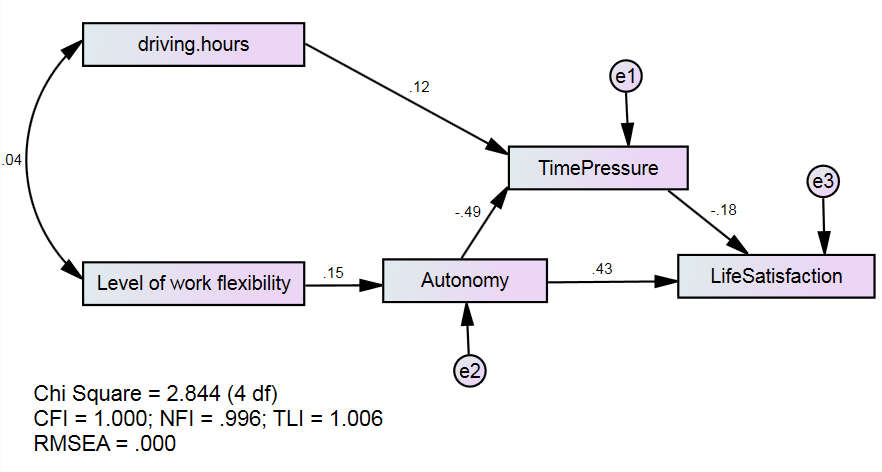 driving.hours
e1
.12
TimePressure
e3
.04
-.49
-.18
Level of work flexibility
.15
Autonomy
.43
LifeSatisfaction
e2
Chi Square = 2.844 (4 df)
CFI = 1.000; NFI = .996; TLI = 1.006
RMSEA = .000